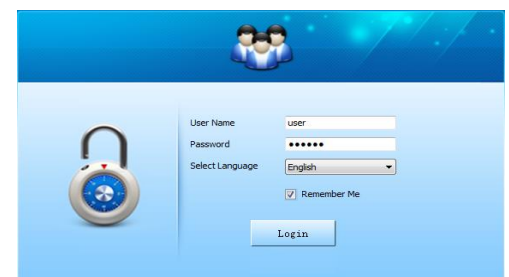 User Name user
Password ●●●●●●
Select Language English
Remember Me
Login